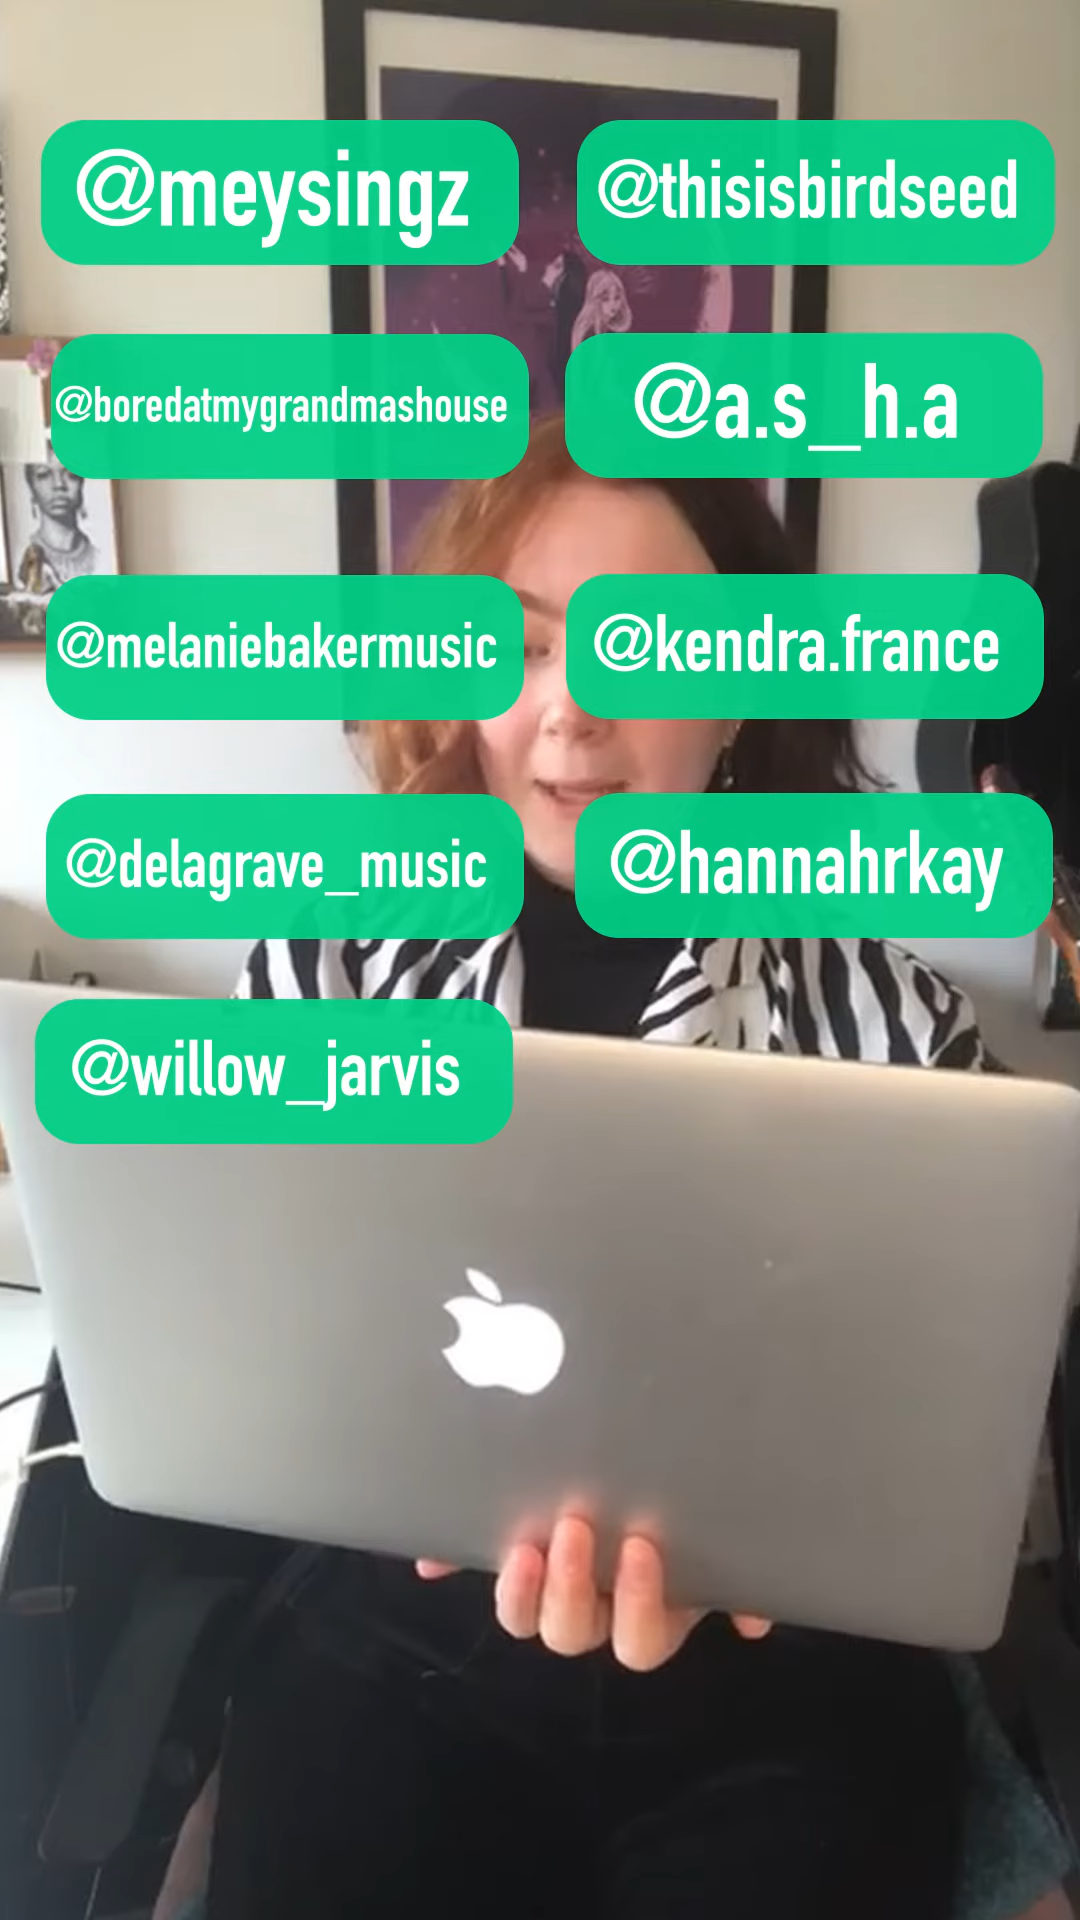 @meysingz
@thisisbirdseed
@boredatmygrandmashouse
@a.s_h.a
@melaniebakermusic
@kendra.france
@delagrave_music
@hannahrkay
@willow_jarvis